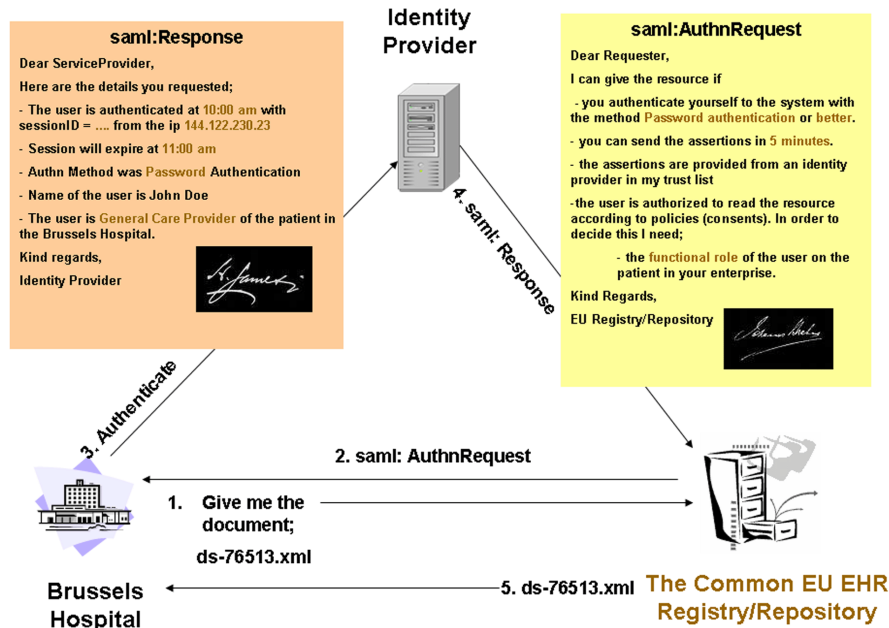 saml:Response
Dear ServiceProvider,
Here are the details you requested;
- The user is authenticated at 10:00 am with
sessionID = .... from the ip 144.122.230.23
- Session will expire at 11:00 am
- Authn Method was Password Authentication
- Name of the user is John Doe
- The user is General Care Provider of the patient in
the Brussels Hospital.
Kind regards,
Identity Provider
Identity
Provider
saml:AuthnRequest
Dear Requester,
I can give the resource if
- you authenticate yourself to the system with
the method Password authentication or better.
- you can send the assertions in 5 minutes.
- the assertions are provided from an identity
provider in my trust list
-the user is authorized to read the resource
according to policies (consents). In order to
decide this I need;
- the functional role of the user on the
patient in your enterprise.
Kind Regards,
EU Registry/Repository
4. saml: Response
3. Authenticate
2. saml: AuthnRequest
1. Give me the
document;
ds-76513.xml
5. ds-76513.xml
Brussels
Hospital
The Common EU EHR
Registry/Repository